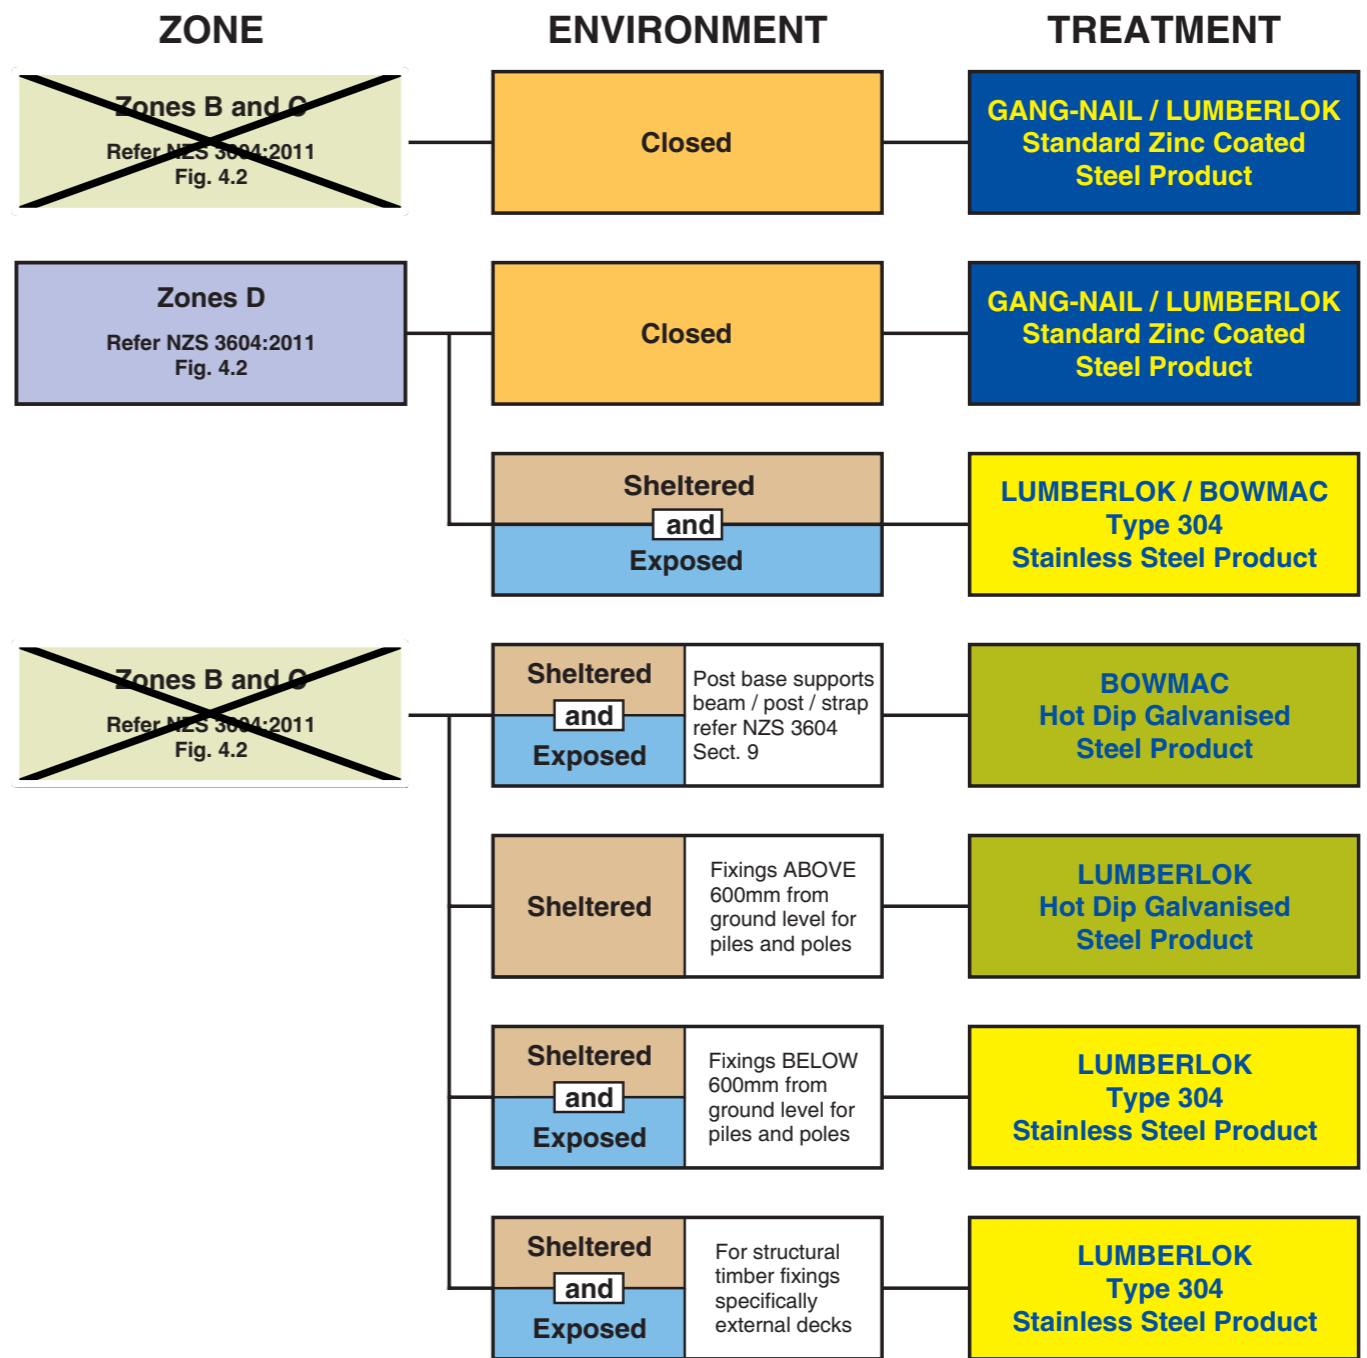 ZONE ENVIRONMENT TREATMENT
Zones B and C
Refer NZS 3604:2011
Fig. 4.2
Closed
GANG-NAIL / LUMBERLOK
Standard Zinc Coated
Steel Product
Zones D
Refer NZS 3604:2011
Fig. 4.2
Closed
GANG-NAIL / LUMBERLOK
Standard Zinc Coated
Steel Product
Sheltered
and
Exposed
LUMBERLOK / BOWMAC
Type 304
Stainless Steel Product
Zones B and C
Refer NZS 3604:2011
Fig. 4.2
Sheltered
and
Exposed
Post base supports
beam / post / strap
refer NZS 3604
Sect. 9
BOWMAC
Hot Dip Galvanised
Steel Product
Sheltered
Fixings ABOVE
600mm from
ground level for
piles and poles
LUMBERLOK
Hot Dip Galvanised
Steel Product
Sheltered
and
Exposed
Fixings BELOW
600mm from
ground level for
piles and poles
LUMBERLOK
Type 304
Stainless Steel Product
Sheltered
and
Exposed
For structural
timber fixings
specifically
external decks
LUMBERLOK
Type 304
Stainless Steel Product